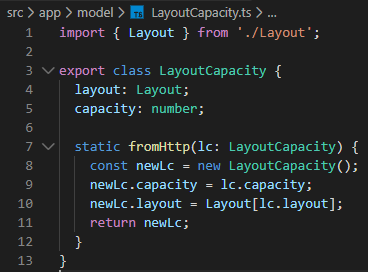 src > app > model > TS LayoutCapacity.ts > ...
1 import { Layout } from './Layout';
2
3 export class LayoutCapacity {
4 layout: Layout;
5 capacity: number;
6
7 static fromHttp(lc: LayoutCapacity) {
8 const newLc = new LayoutCapacity();
9 newLc.capacity = lc.capacity;
10 newLc.layout = Layout[lc.layout];
11 return newLc;
12 }
13 }